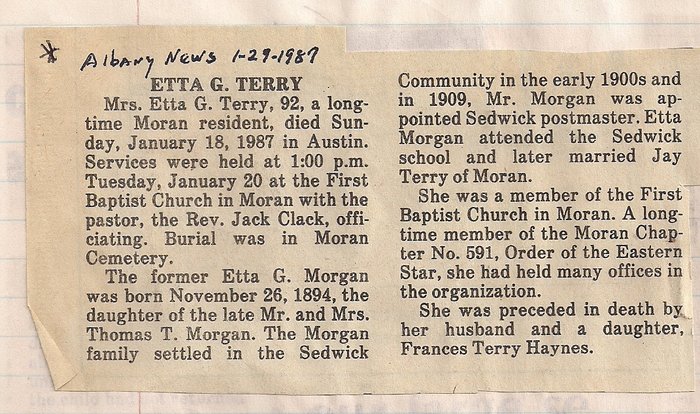 * Albany News 1-29-1987
ETTA G. TERRY
Mrs. Etta G. Terry, 92, a long-
time Moran resident, died Sun-
day, January 18, 1987 in Austin.
Services were held at 1:00 p.m.
Tuesday, January 20 at the First
Baptist Church in Moran with the
pastor, the Rev. Jack Clack, offi-
ciating. Burial was in Moran
Cemetery.
The former Etta G. Morgan
was born November 26, 1894, the
daughter of the late Mr. and Mrs.
Thomas T. Morgan. The Morgan
family settled in the Sedwick
Community in the early 1900s and
in 1909, Mr. Morgan was ap-
pointed Sedwick postmaster. Etta
Morgan attended the Sedwick
school and later married Jay
Terry of Moran.
She was a member of the First
Baptist Church in Moran. A long-
time member of the Moran Chap-
ter No. 591, Order of the Eastern
Star, she had held many offices in
the organization.
She was preceded in death by
her husband and a daughter,
Frances Terry Haynes.